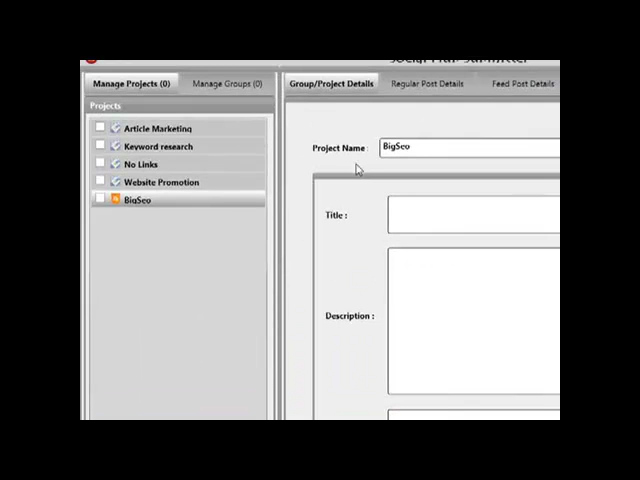 Manage Projects (0)
Manage Groups (0)
Group/Project Details
Regular Post Details
Feed Post Details
Projects
Article Marketing
Keyword research
No Links
Website Promotion
BigSeo
Project Name :
BigSeo
Title :
Description :